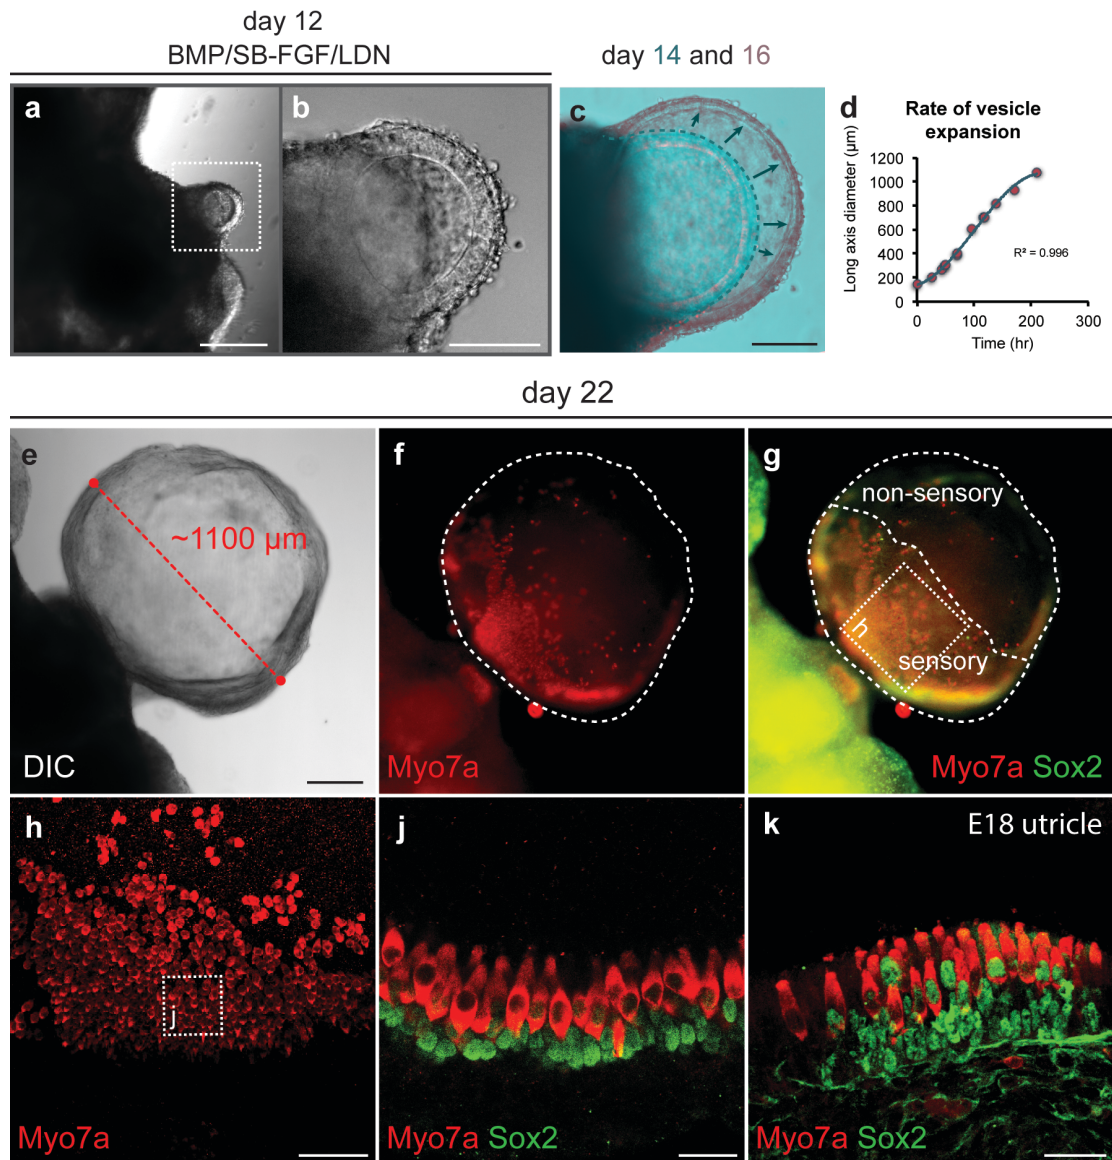 day 12
BMP/SB-FGF/LDN
day 14 and 16
a
b
c
d
Rate of vesicle
expansion
Long axis diameter (µm)
1200
1000
800
600
400
200
0
R² = 0.996
0
100
200
300
Time (hr)
day 22
e
~1100 µm
DIC
f
Myo7a
g
non-sensory
h
sensory
Myo7a Sox2
h
j
Myo7a
j
Myo7a Sox2
k
E18 utricle
Myo7a Sox2